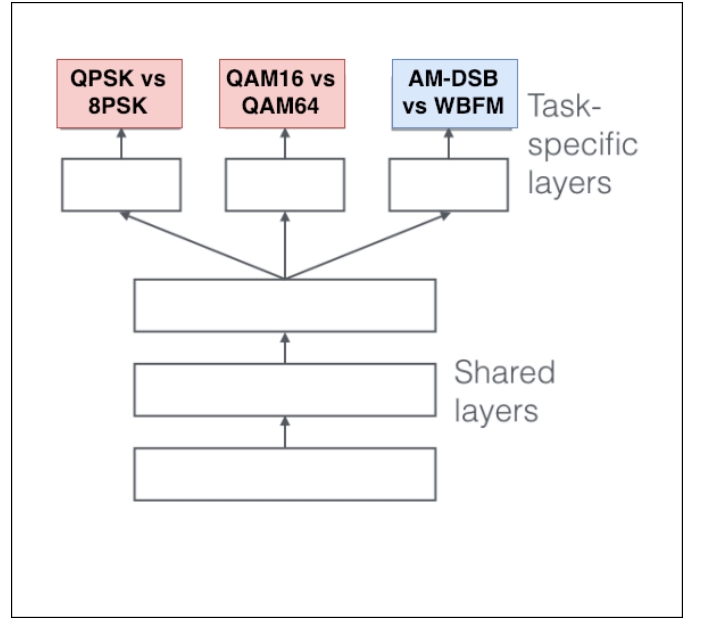 QPSK vs
8PSK
QAM16 vs
QAM64
AM-DSB
vs WBFM
Task-
specific
layers
Shared
layers